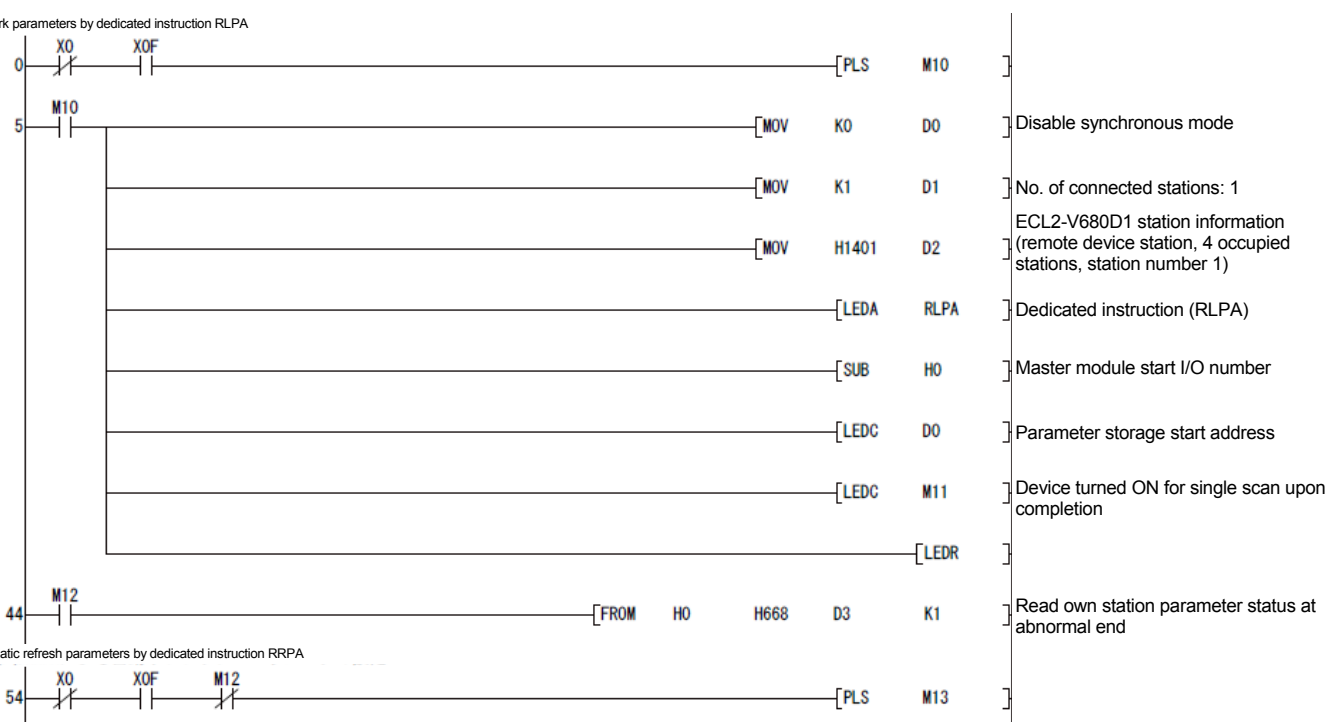 rk parameters by dedicated instruction RLPA
X0 X0F
0 PLS M10
M10
5 MOV K0 D0 Disable synchronous mode
MOV K1 D1 No. of connected stations: 1
ECL2-V680D1 station information
MOV H1401 D2 (remote device station, 4 occupied
stations, station number 1)
LEDA RLPA Dedicated instruction (RLPA)
SUB H0 Master module start I/O number
LEDC D0 Parameter storage start address
LEDC M11 Device turned ON for single scan upon
completion
LEDR
M12
44 FROM H0 H668 D3 K1 Read own station parameter status at
abnormal end
atic refresh parameters by dedicated instruction RRPA
X0 X0F M12
54 PLS M13